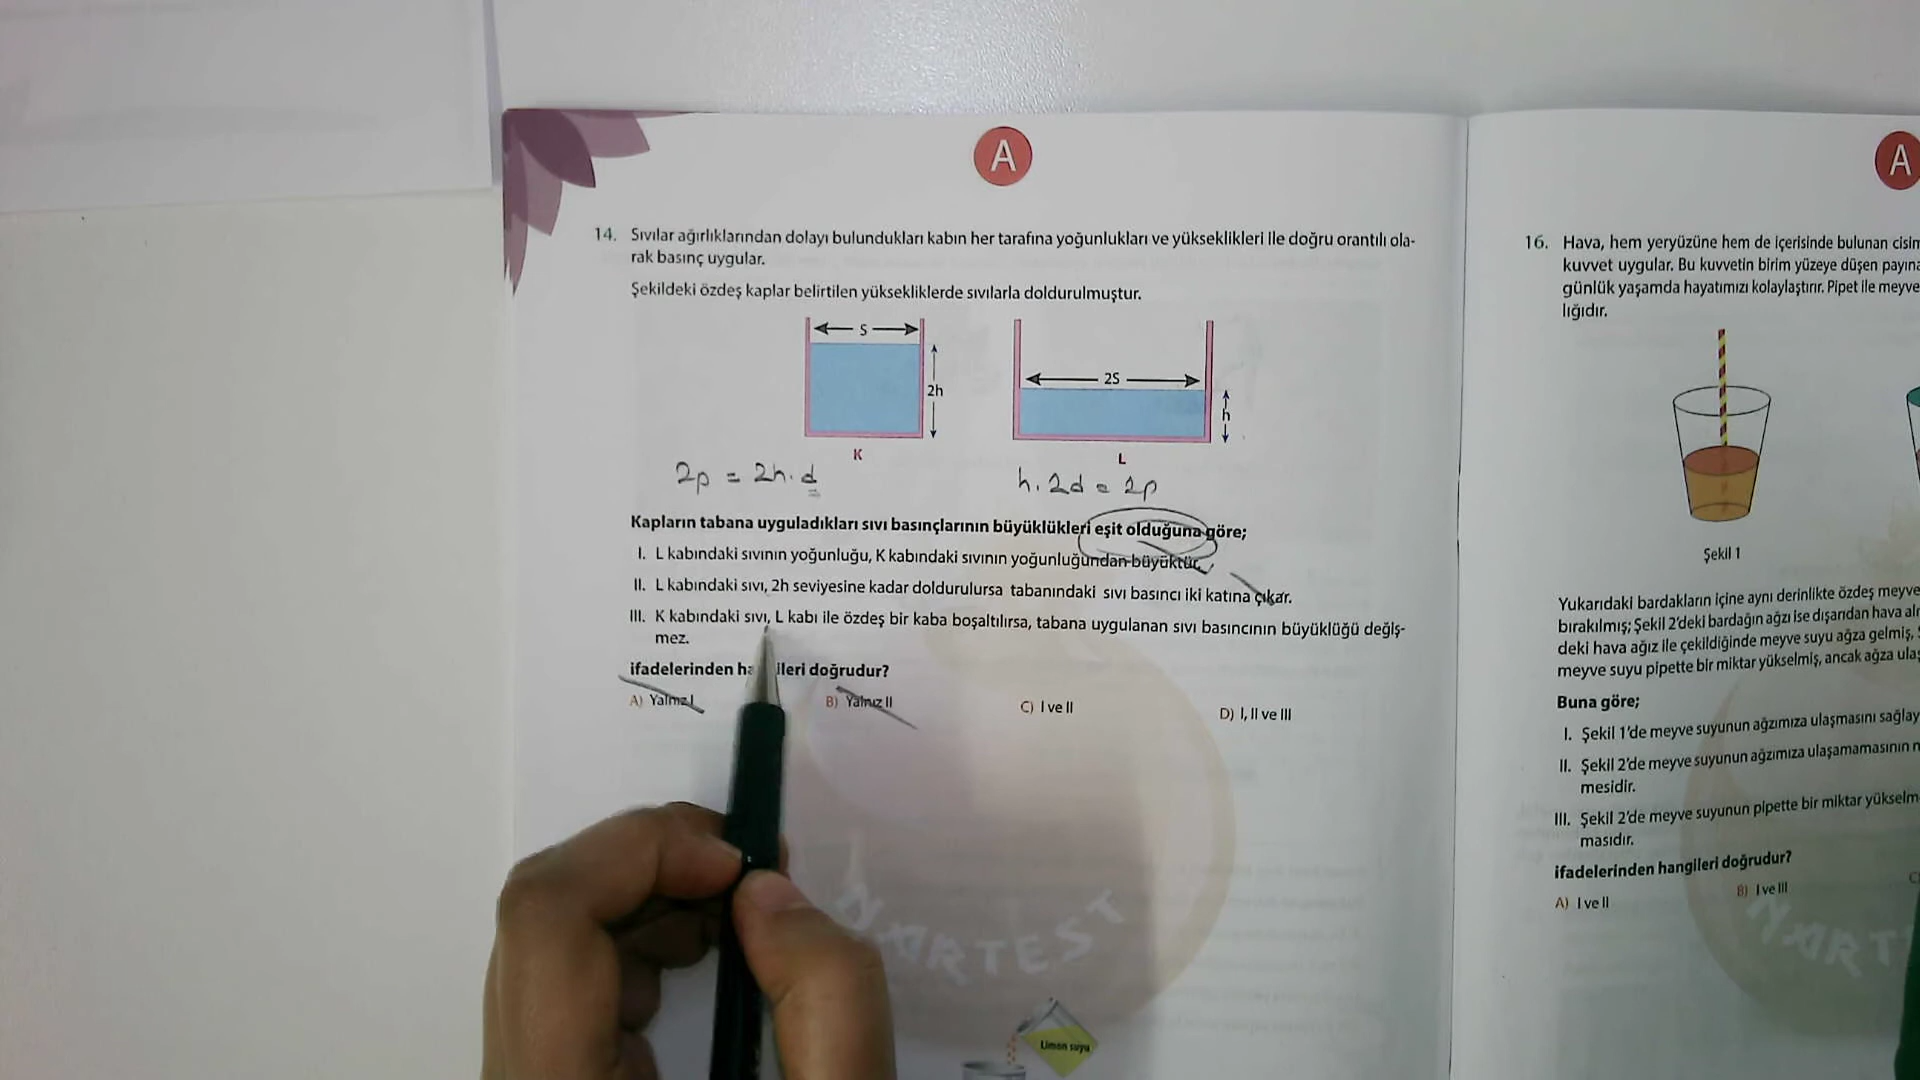 A
14. Sıvılar ağırlıklarından dolayı bulundukları kabın her tarafına yoğunlukları ve yükseklikleri ile doğru orantılı ola-
rak basınç uygular.
Şekildeki özdeş kaplar belirtilen yüksekliklerde sıvılarla doldurulmuştur.
S
2h
K
2S
h
L
2p = 2h.d
h.2d = 2p
Kapların tabana uyguladıkları sıvı basınçlarının büyüklükleri eşit olduğuna göre;
I. L kabındaki sıvının yoğunluğu, K kabındaki sıvının yoğunluğundan büyüktür.
II. L kabındaki sıvı, 2h seviyesine kadar doldurulursa tabanındaki sıvı basıncı iki katına çıkar.
III. K kabındaki sıvı, L kabı ile özdeş bir kaba boşaltılırsa, tabana uygulanan sıvı basıncının büyüklüğü değiş-
mez.
ifadelerinden ha ileri doğrudur?
A) Yalnız I
B) Yalnız II
C) I ve II
D) I, II ve III
NARTEST
Limon suyu
A
16. Hava, hem yeryüzüne hem de içerisinde bulunan cisim
kuvvet uygular. Bu kuvvetin birim yüzeye düşen payına
günlük yaşamda hayatımızı kolaylaştırır. Pipet ile meyve
lığıdır.
Şekil 1
Yukarıdaki bardakların içine aynı derinlikte özdeş meyve
bırakılmış; Şekil 2'deki bardağın ağzı ise dışarıdan hava alm
deki hava ağız ile çekildiğinde meyve suyu ağza gelmiş,
meyve suyu pipette bir miktar yükselmiş, ancak ağza ulaş
Buna göre;
I. Şekil 1'de meyve suyunun ağzımıza ulaşmasını sağlay
II. Şekil 2'de meyve suyunun ağzımıza ulaşamamasının n
mesidir.
III. Şekil 2'de meyve suyunun pipette bir miktar yükselm
masıdır.
ifadelerinden hangileri doğrudur?
A) I ve II
B) I ve III
C
NART